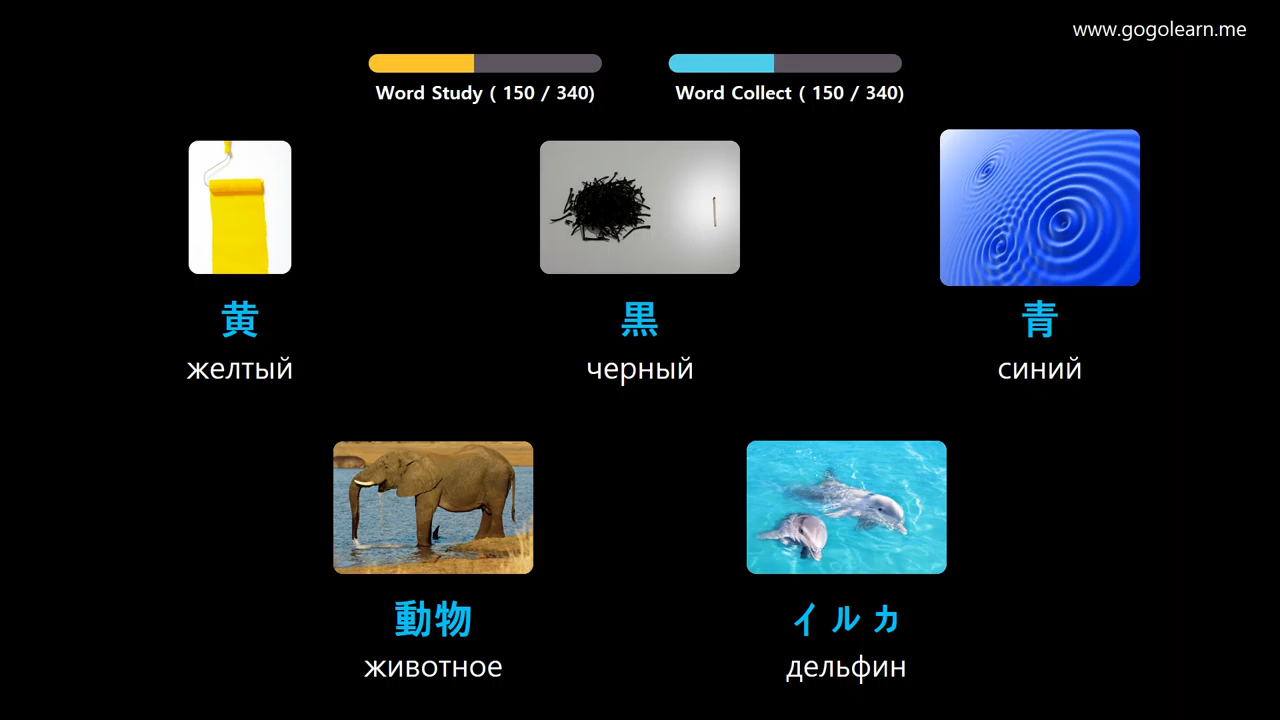 www.gogolearn.me
Word Study ( 150 / 340)
Word Collect ( 150 / 340)
黄
黒
青
желтый
черный
синий
動物
イルカ
животное
дельфин